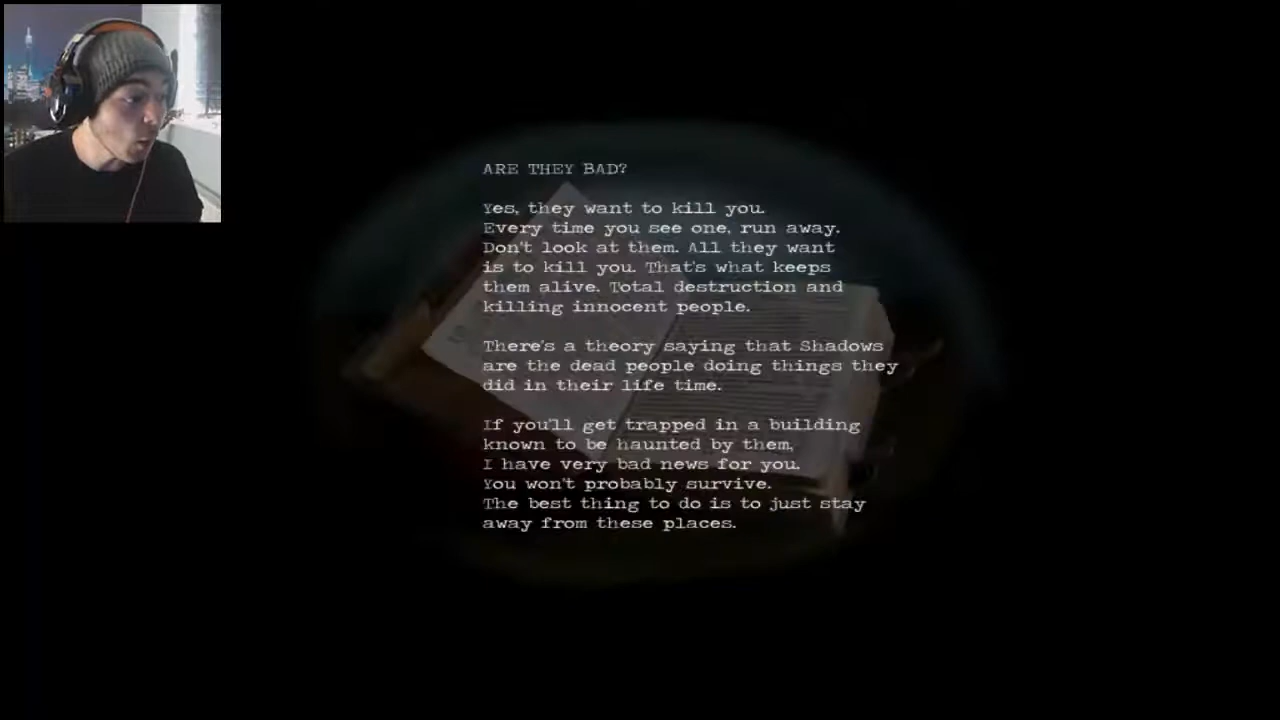 ARE THEY BAD?
Yes, they want to kill you.
Every time you see one, run away.
Don't look at them. All they want
is to kill you. That's what keeps
them alive. Total destruction and
killing innocent people.
There's a theory saying that Shadows
are the dead people doing things they
did in their life time.
If you'll get trapped in a building
known to be haunted by them,
I have very bad news for you.
You won't probably survive.
The best thing to do is to just stay
away from these places.